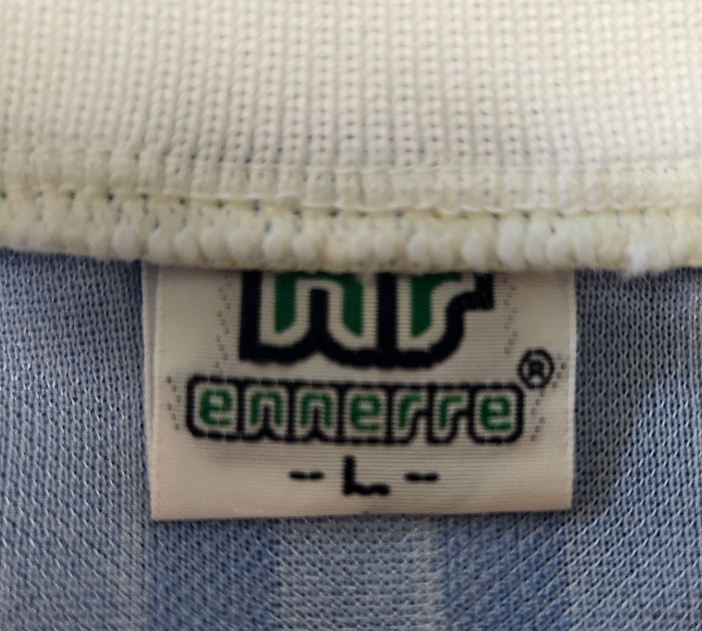 nr
ennerre®
-- L --